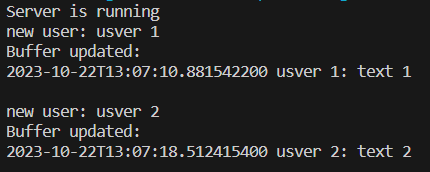 Server is running
new user: usver 1
Buffer updated:
2023-10-22T13:07:10.881542200 usver 1: text 1
new user: usver 2
Buffer updated:
2023-10-22T13:07:18.512415400 usver 2: text 2